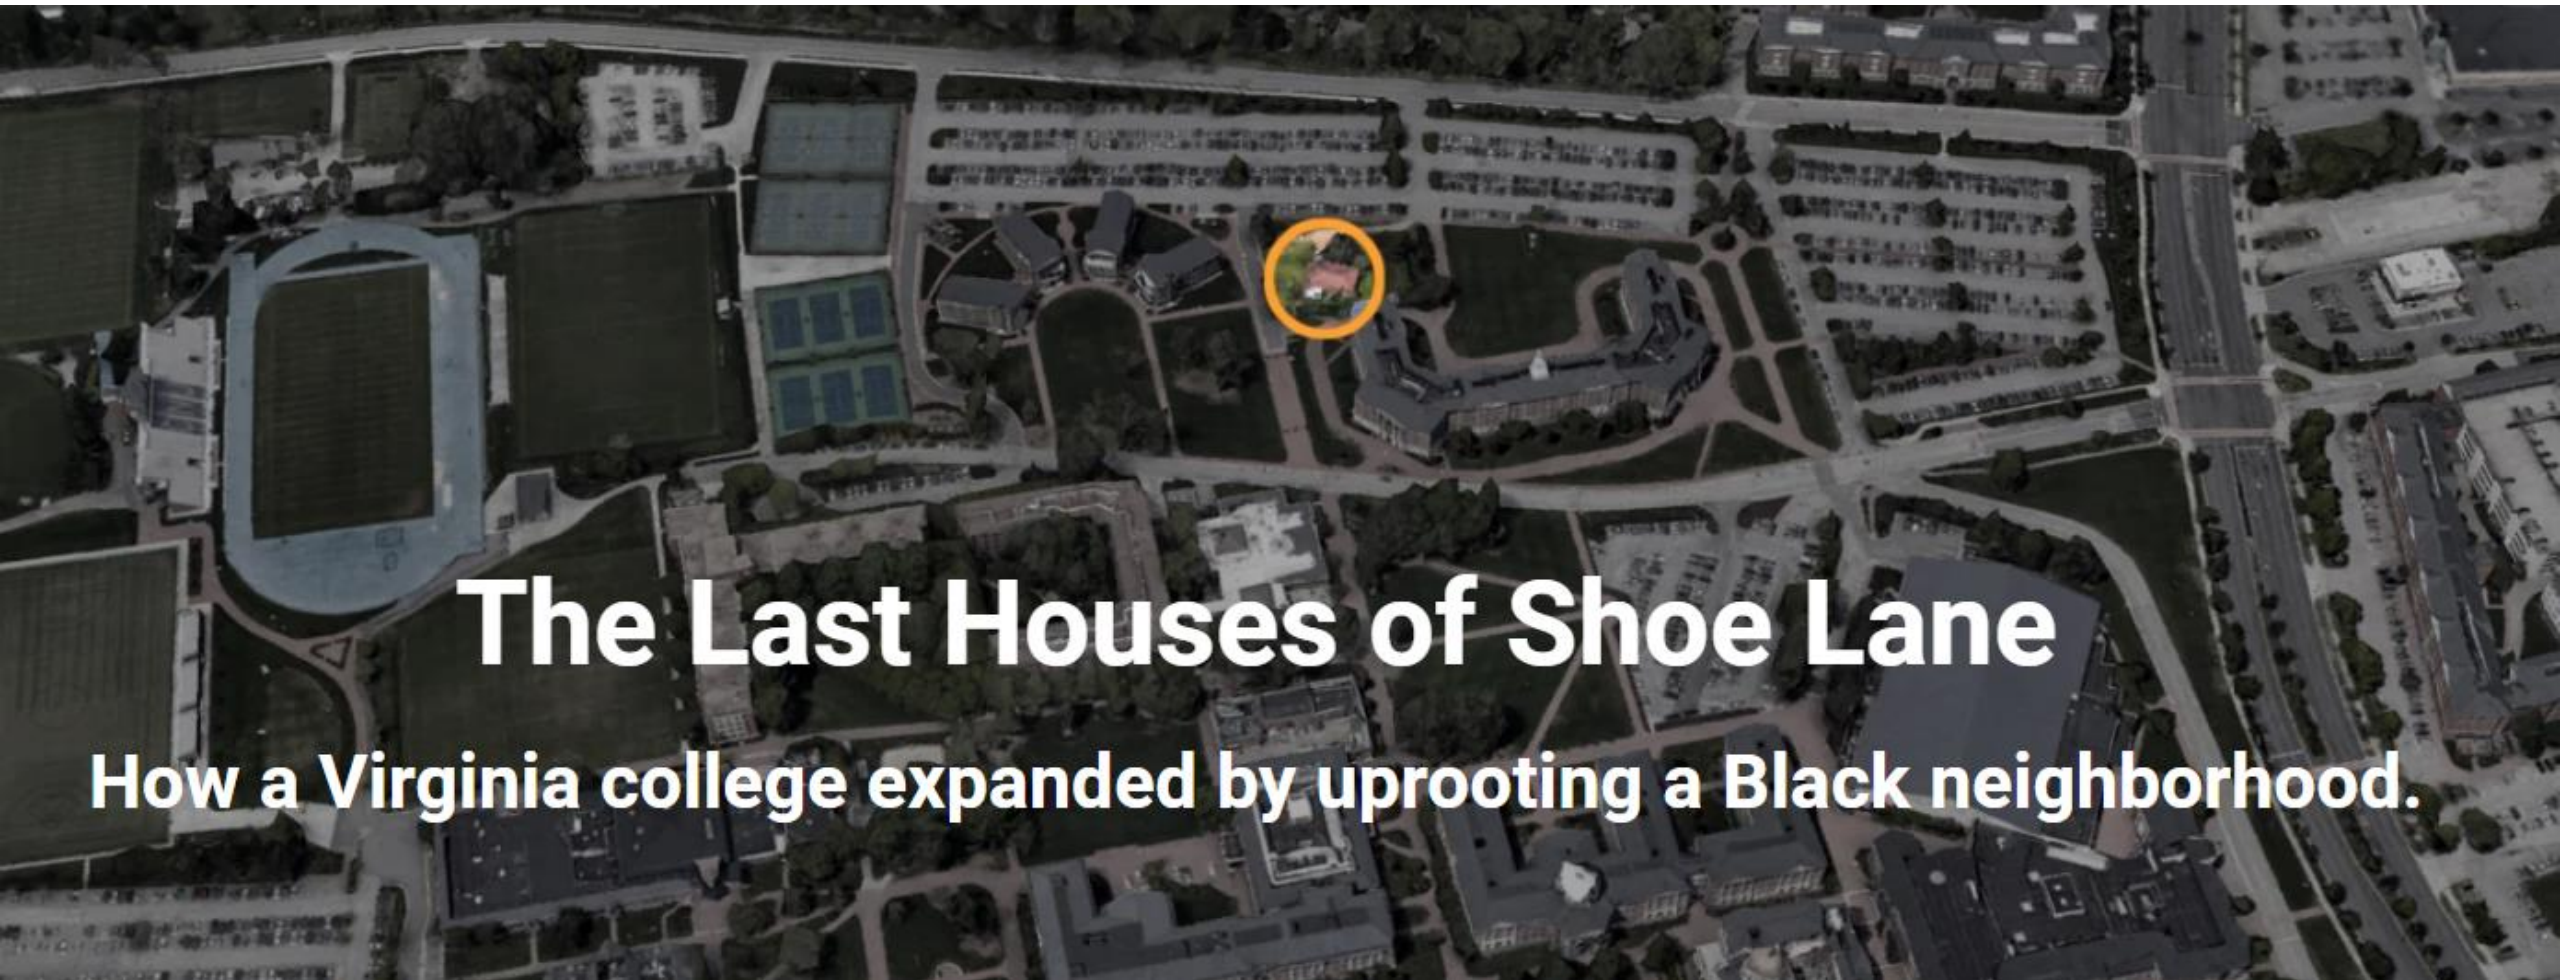 The Last Houses of Shoe Lane
How a Virginia college expanded by uprooting a Black neighborhood.